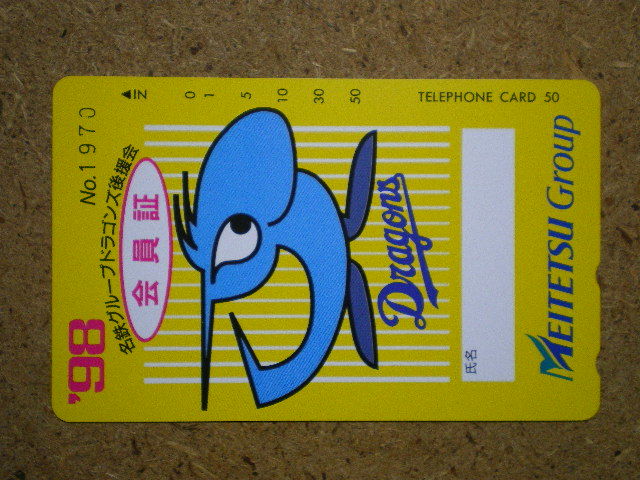 '98
No.1970
名鉄グループドラゴンズ後援会
会員証
Dragons
氏名
MEITETSU Group
◀IN 0 1 5 10 30 50
TELEPHONE CARD 50